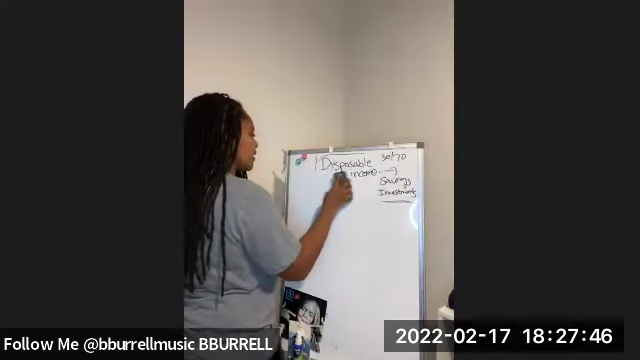 1 Disposable 30/70
income →
Savings
Investments
Follow Me @bburrellmusic BBURRELL
2022-02-17 18:27:46